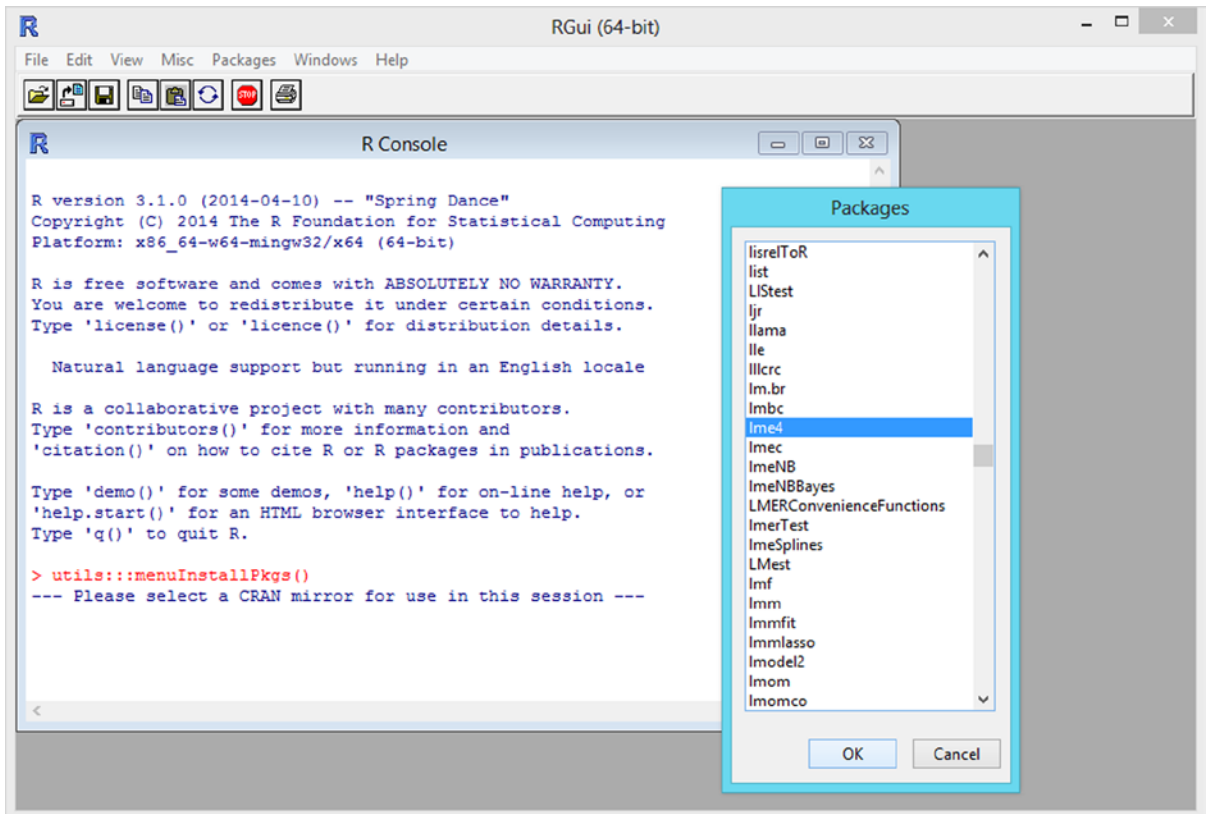 RGui (64-bit)
File Edit View Misc Packages Windows Help
STOP
R Console
R version 3.1.0 (2014-04-10) -- "Spring Dance"
Copyright (C) 2014 The R Foundation for Statistical Computing
Platform: x86_64-w64-mingw32/x64 (64-bit)
R is free software and comes with ABSOLUTELY NO WARRANTY.
You are welcome to redistribute it under certain conditions.
Type 'license()' or 'licence()' for distribution details.
Natural language support but running in an English locale
R is a collaborative project with many contributors.
Type 'contributors()' for more information and
'citation()' on how to cite R or R packages in publications.
Type 'demo()' for some demos, 'help()' for on-line help, or
'help.start()' for an HTML browser interface to help.
Type 'q()' to quit R.
> utils:::menuInstallPkgs()
--- Please select a CRAN mirror for use in this session ---
Packages
lisrelToR
list
LIStest
ljr
llama
lle
lllcrc
lm.br
lmbc
lme4
lmec
lmeNB
lmeNBBayes
LMERConvenienceFunctions
lmerTest
lmeSplines
LMest
lmf
lmm
lmmfit
lmmlasso
lmodel2
lmom
lmomco
OK Cancel